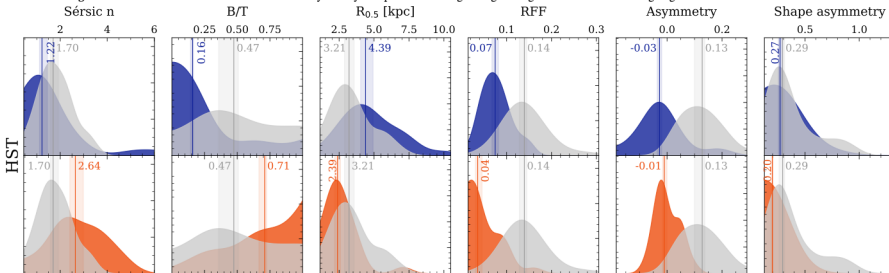 Sérsic n B/T R0.5 [kpc] RFF Asymmetry Shape asymmetry
2 4 6 0.25 0.50 0.75 2.5 5.0 7.5 10.0 0.1 0.2 0.3 0.0 0.2 0.5 1.0
1.22 1.70 0.16 0.47 3.21 4.39 0.07 0.14 -0.03 0.13 0.27 0.29
HST
1.70 2.64 0.47 0.71 2.39 3.21 0.04 0.14 -0.01 0.13 0.20 0.29